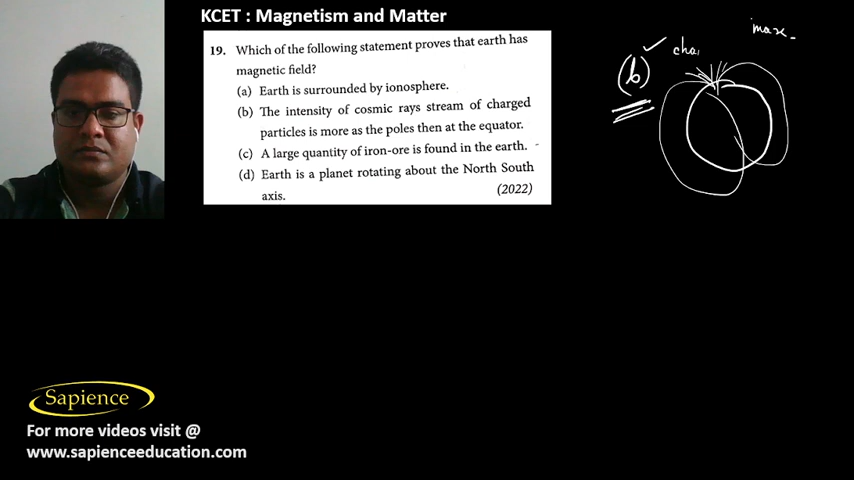 KCET : Magnetism and Matter
19. Which of the following statement proves that earth has
magnetic field?
(a) Earth is surrounded by ionosphere.
(b) The intensity of cosmic rays stream of charged
particles is more as the poles then at the equator.
(c) A large quantity of iron-ore is found in the earth.
(d) Earth is a planet rotating about the North South
axis.
(2022)
(b) ✓
cha
max
Sapience
For more videos visit @
www.sapienceeducation.com